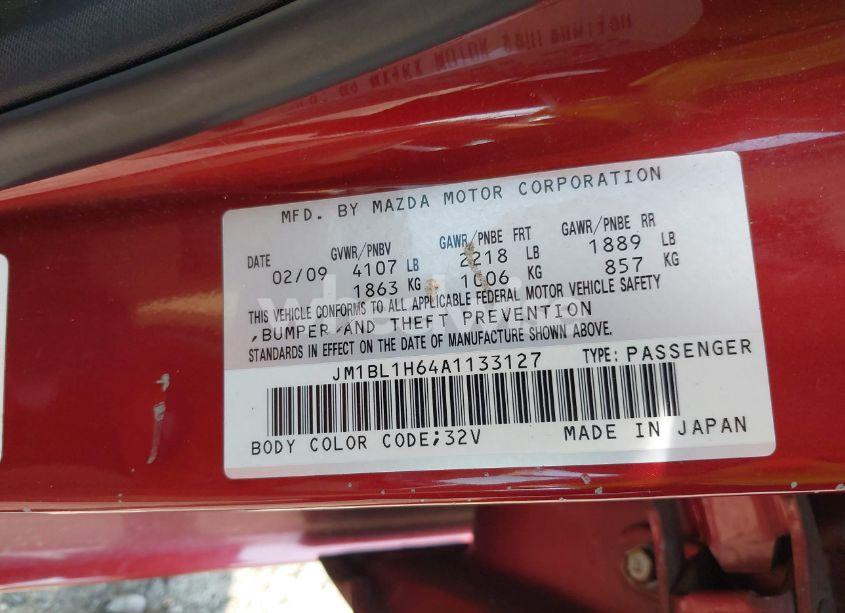 MFD. BY MAZDA MOTOR CORPORATION
DATE GVWR/PNBV GAWR/PNBE FRT GAWR/PNBE RR
02/09 4107 LB 2218 LB 1889 LB
1863 KG 1006 KG 857 KG
THIS VEHICLE CONFORMS TO ALL APPLICABLE FEDERAL MOTOR VEHICLE SAFETY
,BUMPER,AND THEFT PREVENTION
STANDARDS IN EFFECT ON THE DATE OF MANUFACTURE SHOWN ABOVE.
JM1BL1H64A1133127 TYPE: PASSENGER
BODY COLOR CODE;32V MADE IN JAPAN